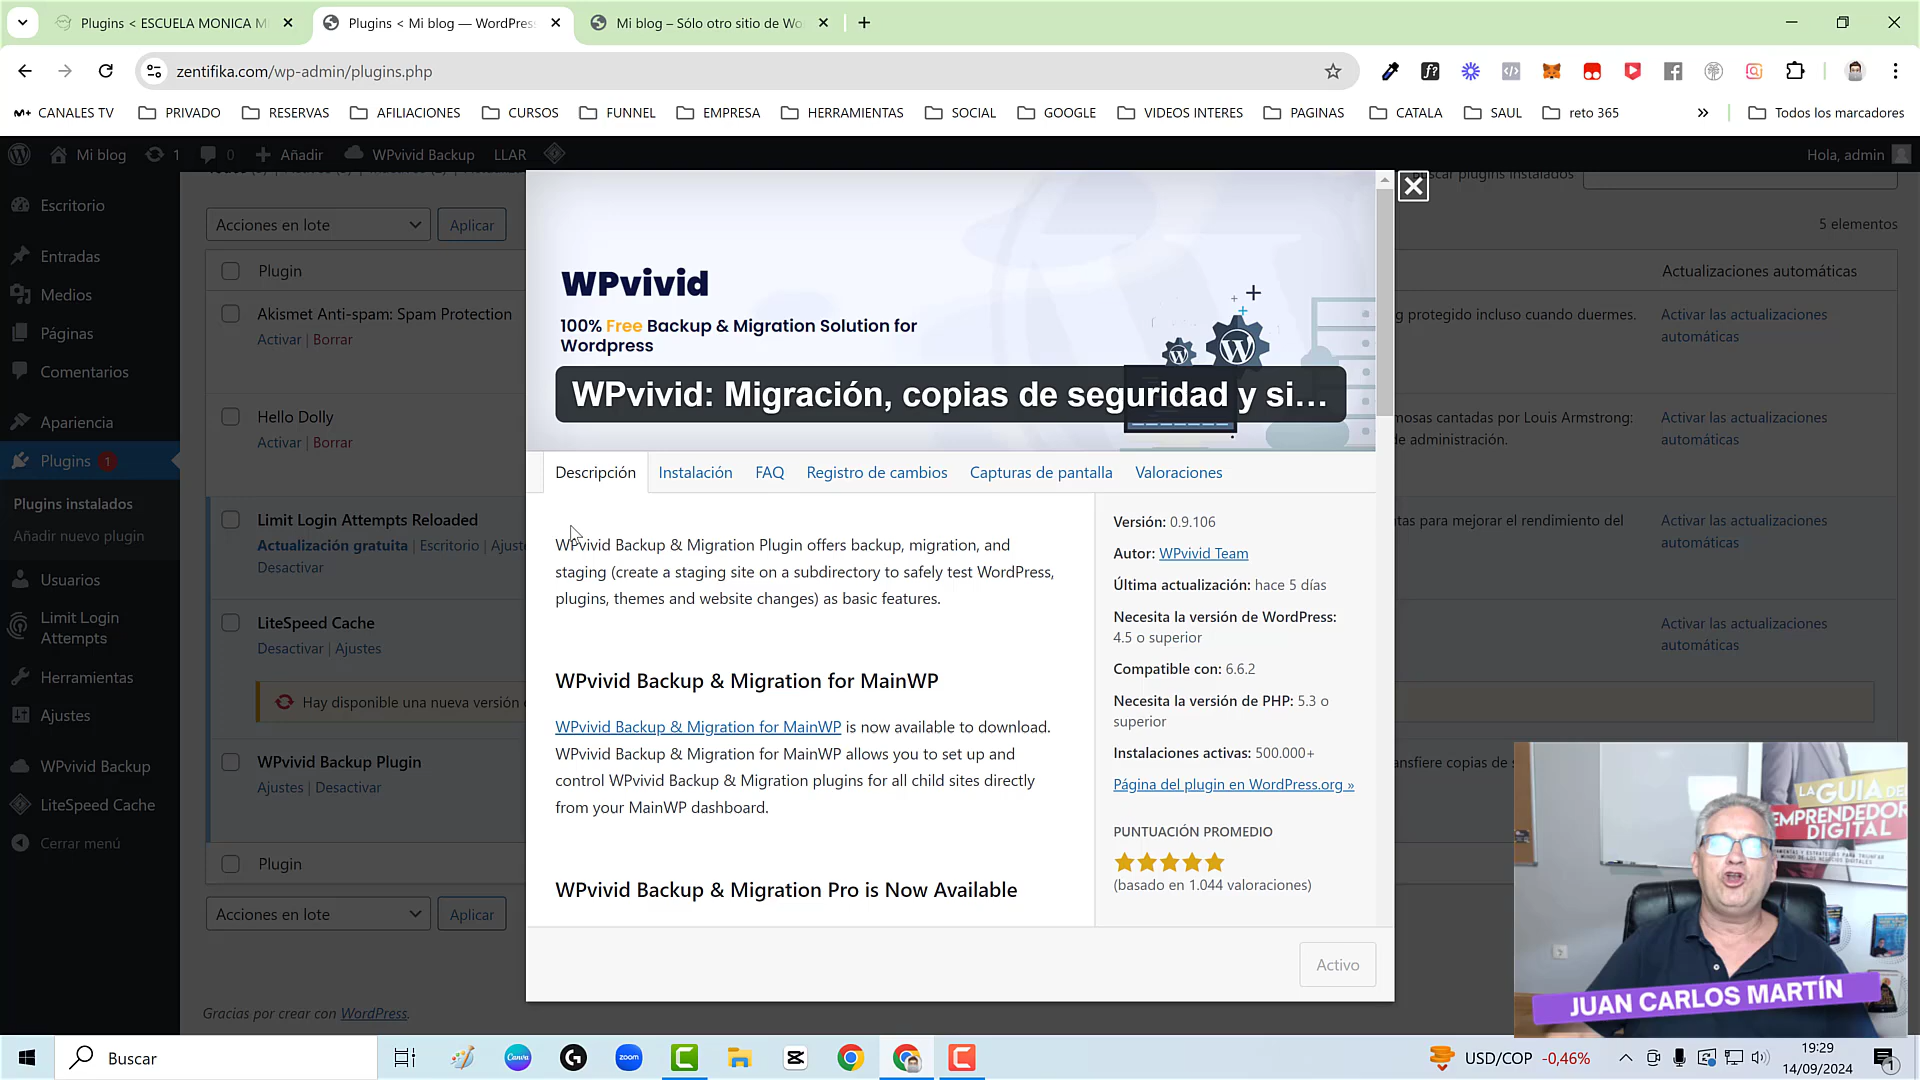 Plugins < ESCUELA MONICA M
Plugins < Mi blog — WordPress
Mi blog – Sólo otro sitio de Wo
zentifika.com/wp-admin/plugins.php
CANALES TV
PRIVADO
RESERVAS
AFILIACIONES
CURSOS
FUNNEL
EMPRESA
HERRAMIENTAS
SOCIAL
GOOGLE
VIDEOS INTERES
PAGINAS
CATALA
SAUL
reto 365
»
Todos los marcadores
Mi blog
1
0
Añadir
WPvivid Backup
LLAR
Hola, admin
Escritorio
Entradas
Medios
Páginas
Comentarios
Apariencia
Plugins 1
Plugins instalados
Añadir nuevo plugin
Usuarios
Limit Login
Attempts
Herramientas
Ajustes
WPvivid Backup
LiteSpeed Cache
Cerrar menú
plugins instalados
Acciones en lote
Aplicar
5 elementos
Plugin
Actualizaciones automáticas
Akismet Anti-spam: Spam Protection
Activar | Borrar
g protegido incluso cuando duermes.
Activar las actualizaciones
automáticas
Hello Dolly
Activar | Borrar
mosas cantadas por Louis Armstrong:
de administración.
Activar las actualizaciones
automáticas
Limit Login Attempts Reloaded
Actualización gratuita | Escritorio | Ajuste
Desactivar
tas para mejorar el rendimiento del
Activar las actualizaciones
automáticas
LiteSpeed Cache
Desactivar | Ajustes
Activar las actualizaciones
automáticas
Hay disponible una nueva versión
WPvivid Backup Plugin
Ajustes | Desactivar
nsfiere copias de s
Plugin
Acciones en lote
Aplicar
Gracias por crear con WordPress.
WPvivid
100% Free Backup & Migration Solution for
Wordpress
WPvivid: Migración, copias de seguridad y si…
Descripción
Instalación
FAQ
Registro de cambios
Capturas de pantalla
Valoraciones
WPvivid Backup & Migration Plugin offers backup, migration, and
staging (create a staging site on a subdirectory to safely test WordPress,
plugins, themes and website changes) as basic features.
WPvivid Backup & Migration for MainWP
WPvivid Backup & Migration for MainWP is now available to download.
WPvivid Backup & Migration for MainWP allows you to set up and
control WPvivid Backup & Migration plugins for all child sites directly
from your MainWP dashboard.
WPvivid Backup & Migration Pro is Now Available
Versión: 0.9.106
Autor: WPvivid Team
Última actualización: hace 5 días
Necesita la versión de WordPress:
4.5 o superior
Compatible con: 6.6.2
Necesita la versión de PHP: 5.3 o
superior
Instalaciones activas: 500.000+
Página del plugin en WordPress.org »
PUNTUACIÓN PROMEDIO
(basado en 1.044 valoraciones)
Activo
LA GUIA DEL
EMPRENDEDOR
DIGITAL
JUAN CARLOS MARTÍN
Buscar
Canva
zoom
USD/COP -0,46%
19:29
14/09/2024
1